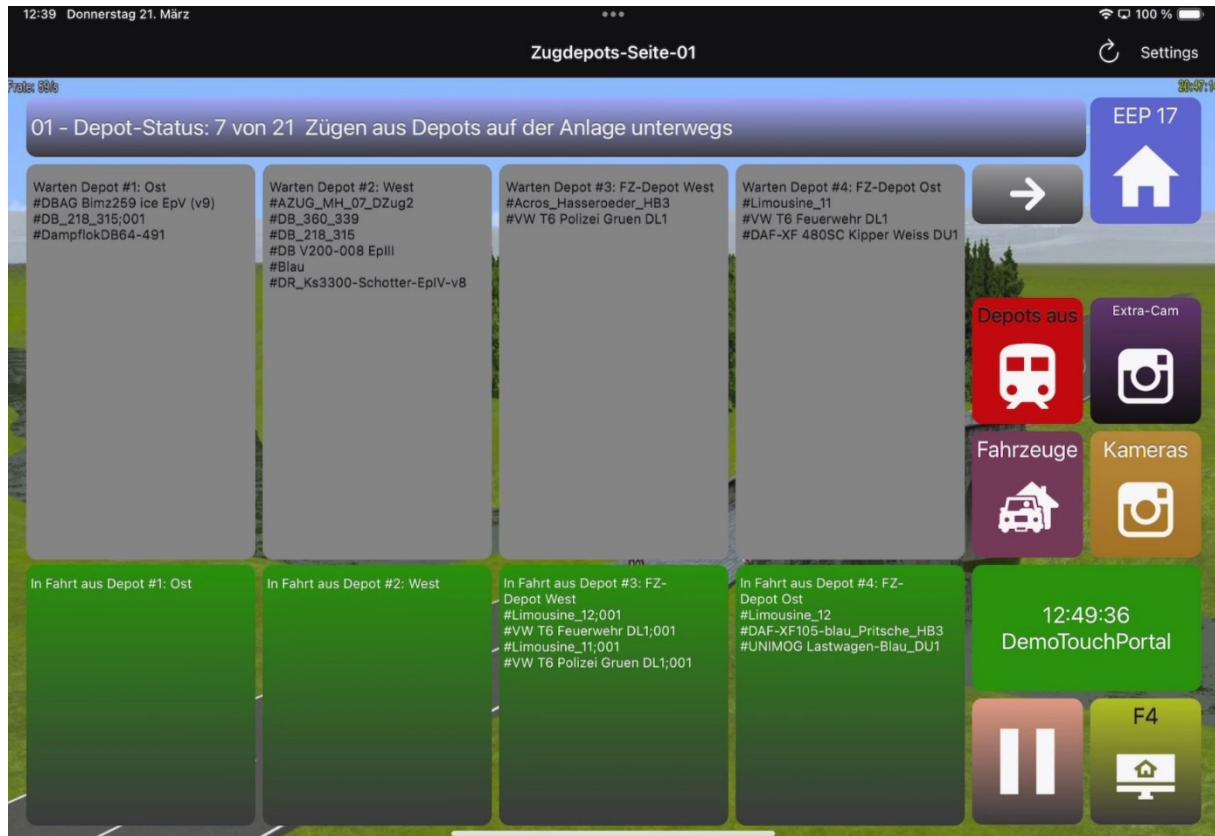 12:39 Donnerstag 21. März
100 %
Zugdepots-Seite-01
Settings
Frate: 59/s
20:47:14
01 - Depot-Status: 7 von 21 Zügen aus Depots auf der Anlage unterwegs
EEP 17
Warten Depot #1: Ost
#DBAG Bimz259 ice EpV (v9)
#DB_218_315;001
#DampflokDB64-491
Warten Depot #2: West
#AZUG_MH_07_DZug2
#DB_360_339
#DB_218_315
#DB V200-008 EpIII
#Blau
#DR_Ks3300-Schotter-EpIV-v8
Warten Depot #3: FZ-Depot West
#Acros_Hasseroeder_HB3
#VW T6 Polizei Gruen DL1
Warten Depot #4: FZ-Depot Ost
#Limousine_11
#VW T6 Feuerwehr DL1
#DAF-XF 480SC Kipper Weiss DU1
Depots aus
Extra-Cam
Fahrzeuge
Kameras
In Fahrt aus Depot #1: Ost
In Fahrt aus Depot #2: West
In Fahrt aus Depot #3: FZ-
Depot West
#Limousine_12;001
#VW T6 Feuerwehr DL1;001
#Limousine_11;001
#VW T6 Polizei Gruen DL1;001
In Fahrt aus Depot #4: FZ-
Depot Ost
#Limousine_12
#DAF-XF105-blau_Pritsche_HB3
#UNIMOG Lastwagen-Blau_DU1
12:49:36
DemoTouchPortal
F4